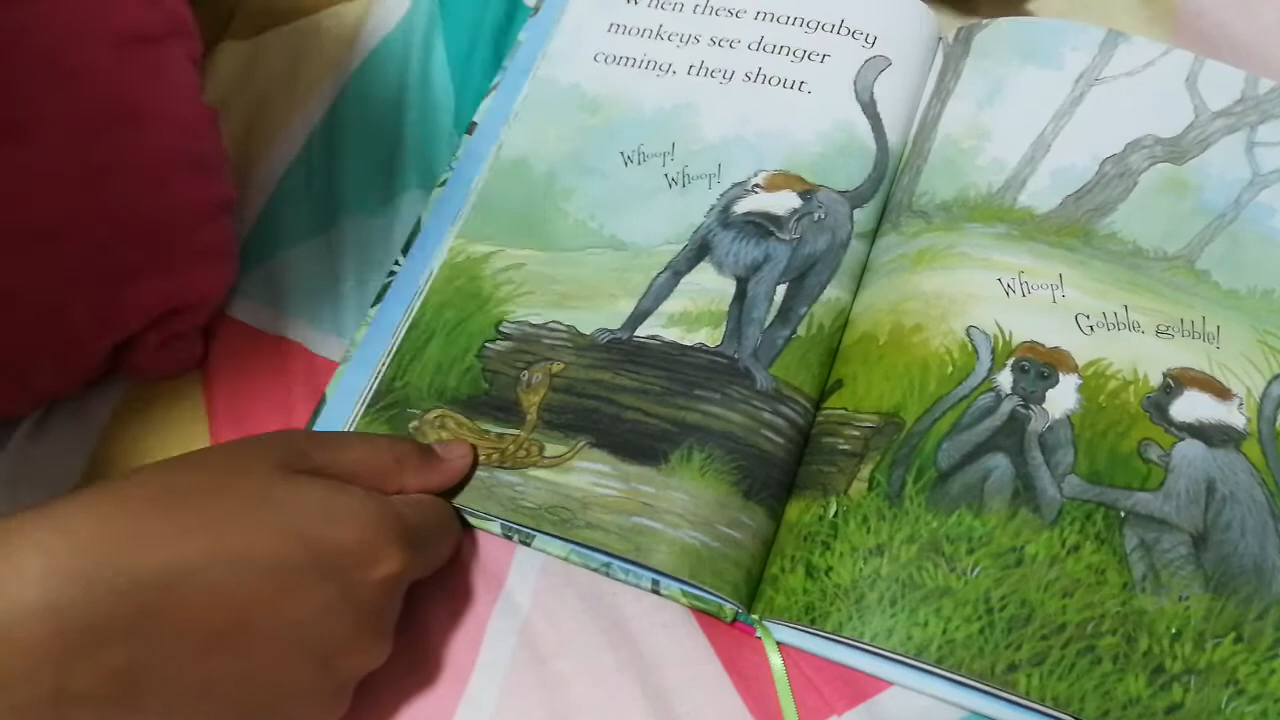 When these mangabey
monkeys see danger
coming, they shout.
Whoop!
Whoop!
Whoop!
Gobble, gobble!